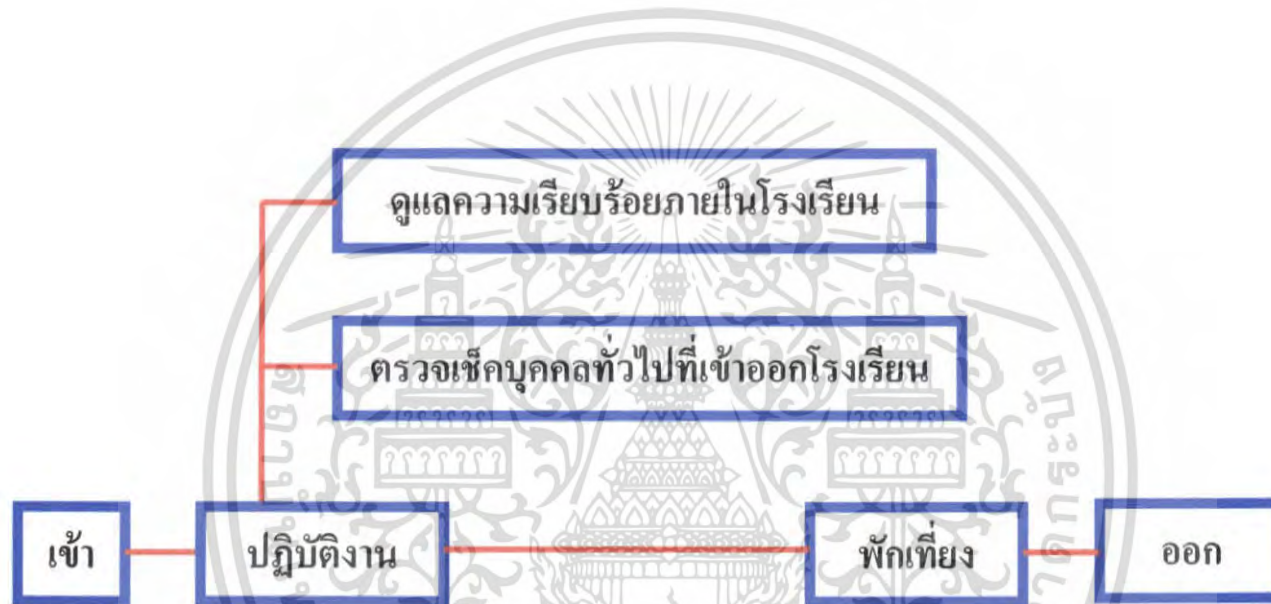 ดูแลความเรียบร้อยภายในโรงเรียน
ตรวจเช็คบุคคลทั่วไปที่เข้าออกโรงเรียน
เข้า
ปฏิบัติงาน
พักเที่ยง
ออก